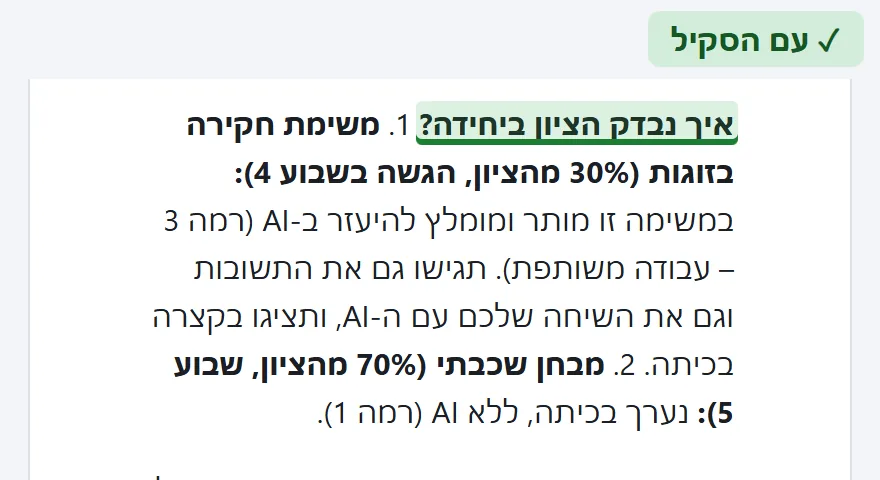 ✓ עם הסקיל
איך נבדק הציון ביחידה? 1. משימת חקירה
בזוגות (30% מהציון, הגשה בשבוע 4):
במשימה זו מותר ומומלץ להיעזר ב-AI (רמה 3
– עבודה משותפת). תגישו גם את התשובות
וגם את השיחה שלכם עם ה-AI, ותציגו בקצרה
בכיתה. 2. מבחן שכבתי (70% מהציון, שבוע
5): נערך בכיתה, ללא AI (רמה 1).